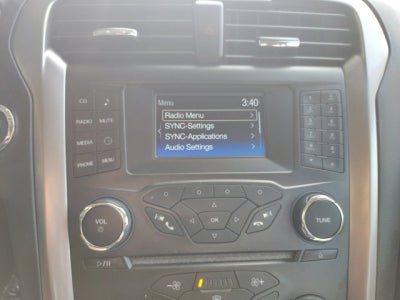 Menu 3:40
Radio Menu
SYNC-Settings
SYNC-Applications
Audio Settings
CD
RADIO MUTE
MEDIA
PHONE MENU
VOL
OK
TUNE